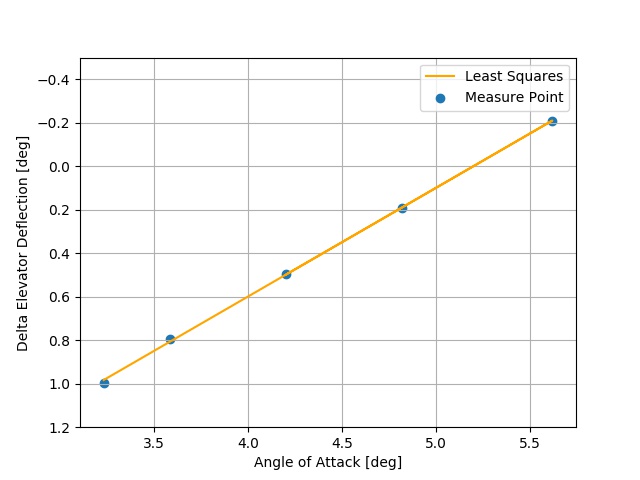 Least Squares
Measure Point
−0.4
−0.2
0.0
0.2
0.4
0.6
0.8
1.0
1.2
Delta Elevator Deflection [deg]
3.5 4.0 4.5 5.0 5.5
Angle of Attack [deg]